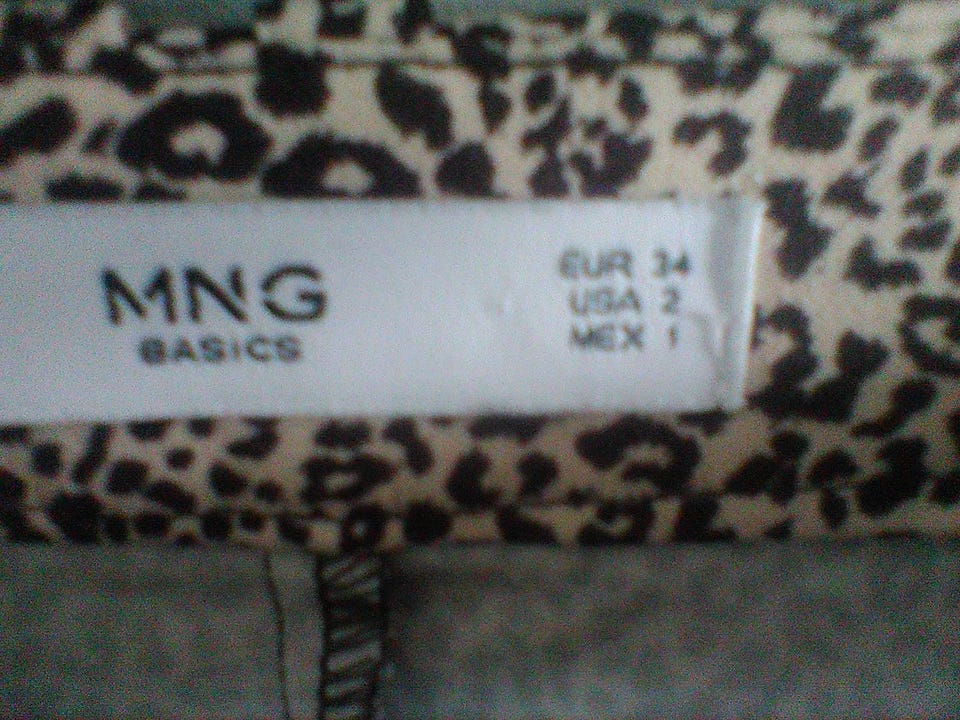 MNG
BASICS
EUR 34
USA 2
MEX 1